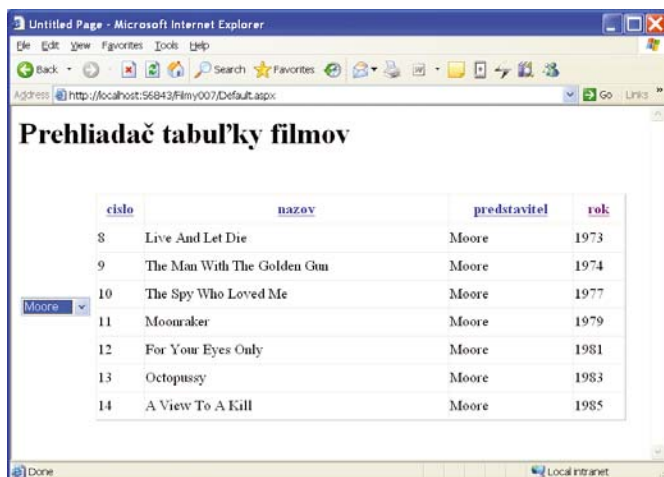 Untitled Page - Microsoft Internet Explorer
File Edit View Favorites Tools Help
Back Search Favorites
Address http://localhost:56843/Filmy007/Default.aspx Go Links »
Prehliadač tabuľky filmov
cislo nazov predstavitel rok
8 Live And Let Die Moore 1973
9 The Man With The Golden Gun Moore 1974
10 The Spy Who Loved Me Moore 1977
Moore
11 Moonraker Moore 1979
12 For Your Eyes Only Moore 1981
13 Octopussy Moore 1983
14 A View To A Kill Moore 1985
Done Local intranet